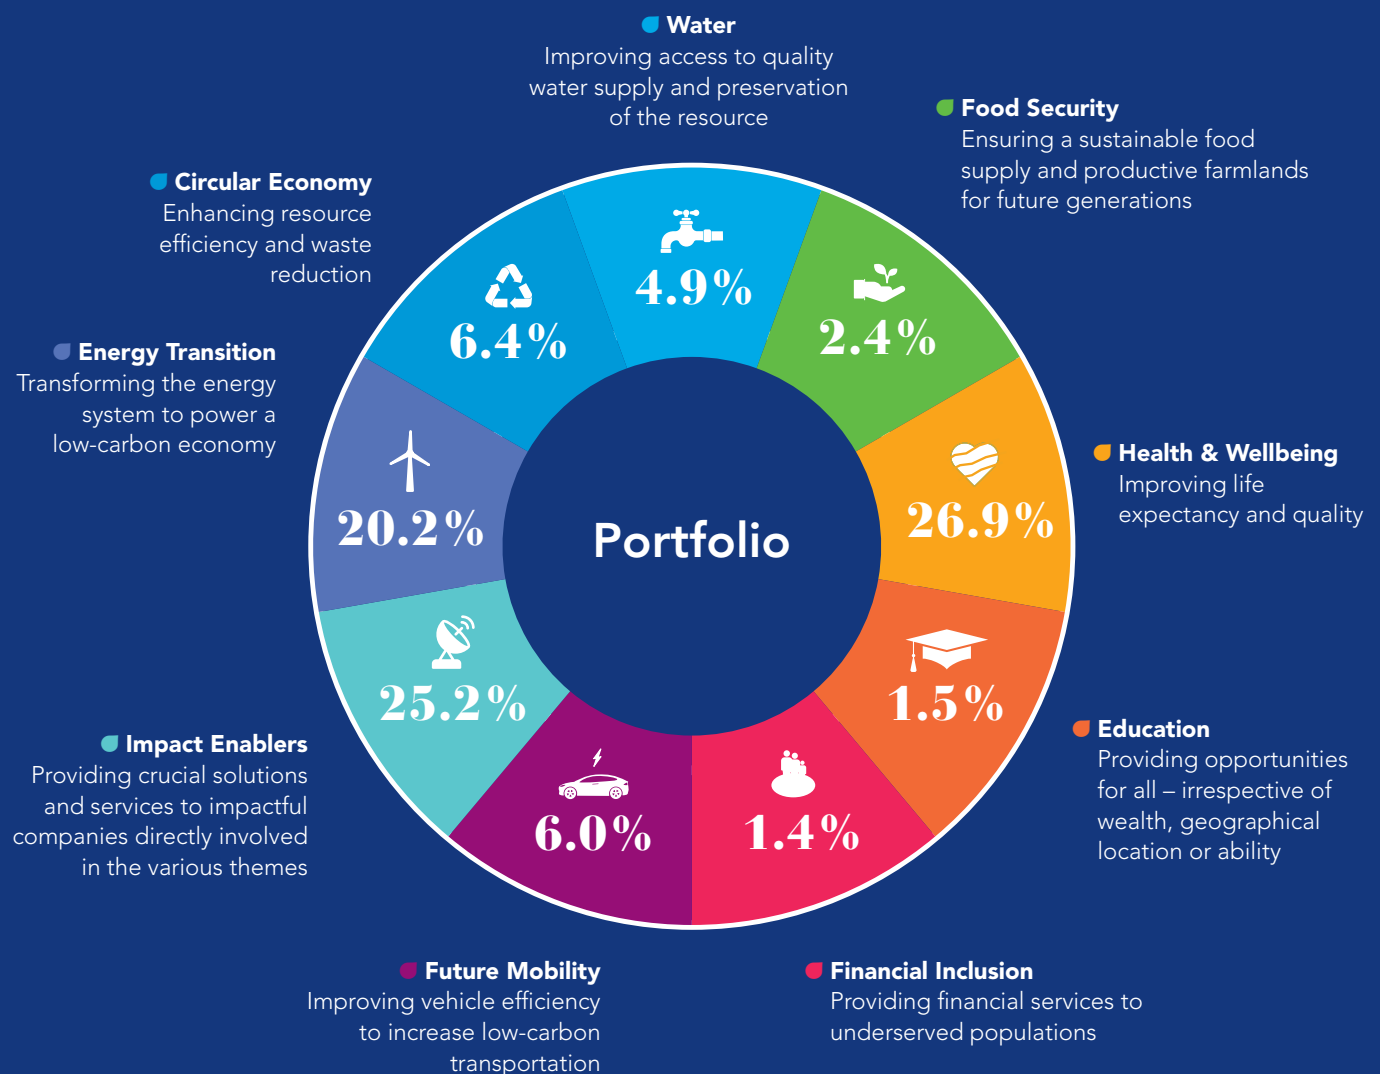 Water
Improving access to quality
water supply and preservation
of the resource
Food Security
Ensuring a sustainable food
supply and productive farmlands
for future generations
Circular Economy
Enhancing resource
efficiency and waste
reduction
Energy Transition
Transforming the energy
system to power a
low-carbon economy
Health & Wellbeing
Improving life
expectancy and quality
4.9%
6.4%
2.4%
20.2%
26.9%
Portfolio
25.2%
1.5%
6.0%
1.4%
Impact Enablers
Providing crucial solutions
and services to impactful
companies directly involved
in the various themes
Education
Providing opportunities
for all – irrespective of
wealth, geographical
location or ability
Future Mobility
Improving vehicle efficiency
to increase low-carbon
transportation
Financial Inclusion
Providing financial services to
underserved populations